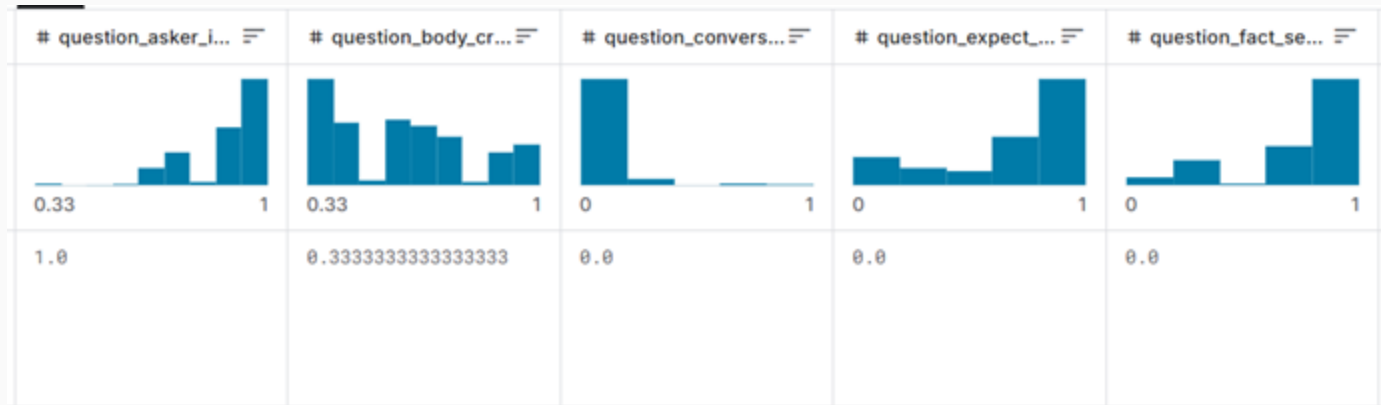 # question_asker_i... # question_body_cr... # question_convers... # question_expect_... # question_fact_se...
0.33 1 0.33 1 0 1 0 1 0 1
1.0 0.3333333333333333 0.0 0.0 0.0